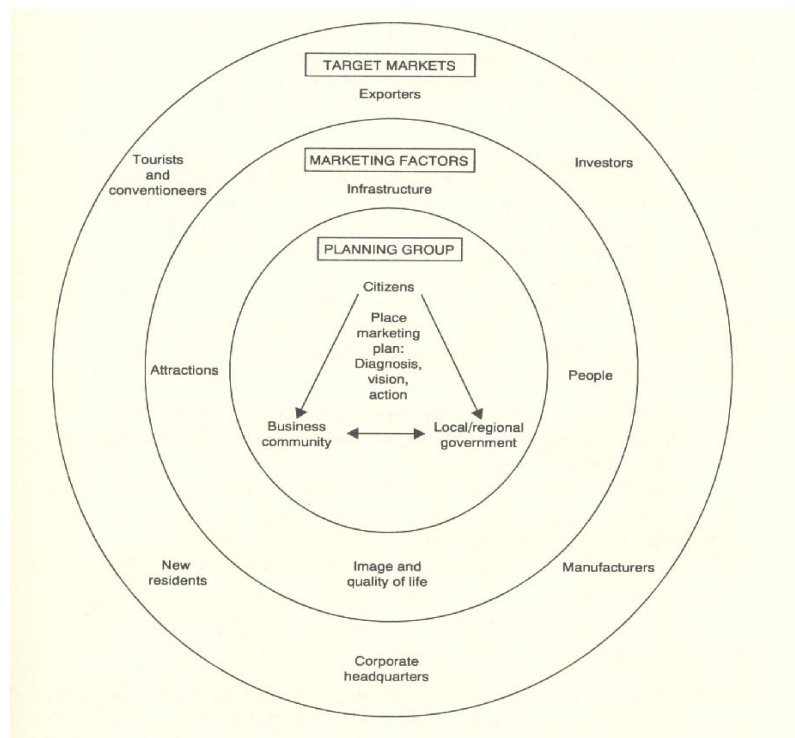 TARGET MARKETS
Exporters
Tourists
and
conventioneers
Investors
MARKETING FACTORS
Infrastructure
PLANNING GROUP
Citizens
Place
marketing
plan:
Diagnosis,
vision,
action
Attractions
People
Business
community
Local/regional
government
New
residents
Image and
quality of life
Manufacturers
Corporate
headquarters